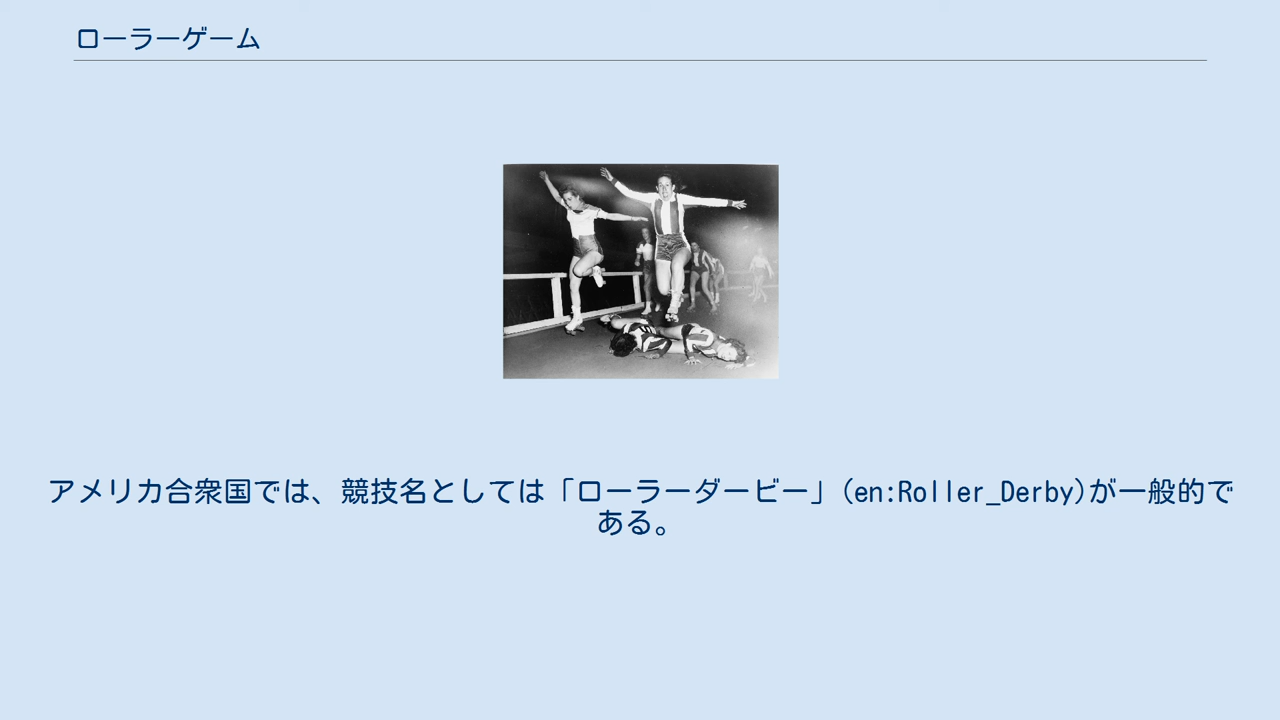 ローラーゲーム
アメリカ合衆国では、競技名としては「ローラーダービー」(en:Roller_Derby)が一般的で
ある。